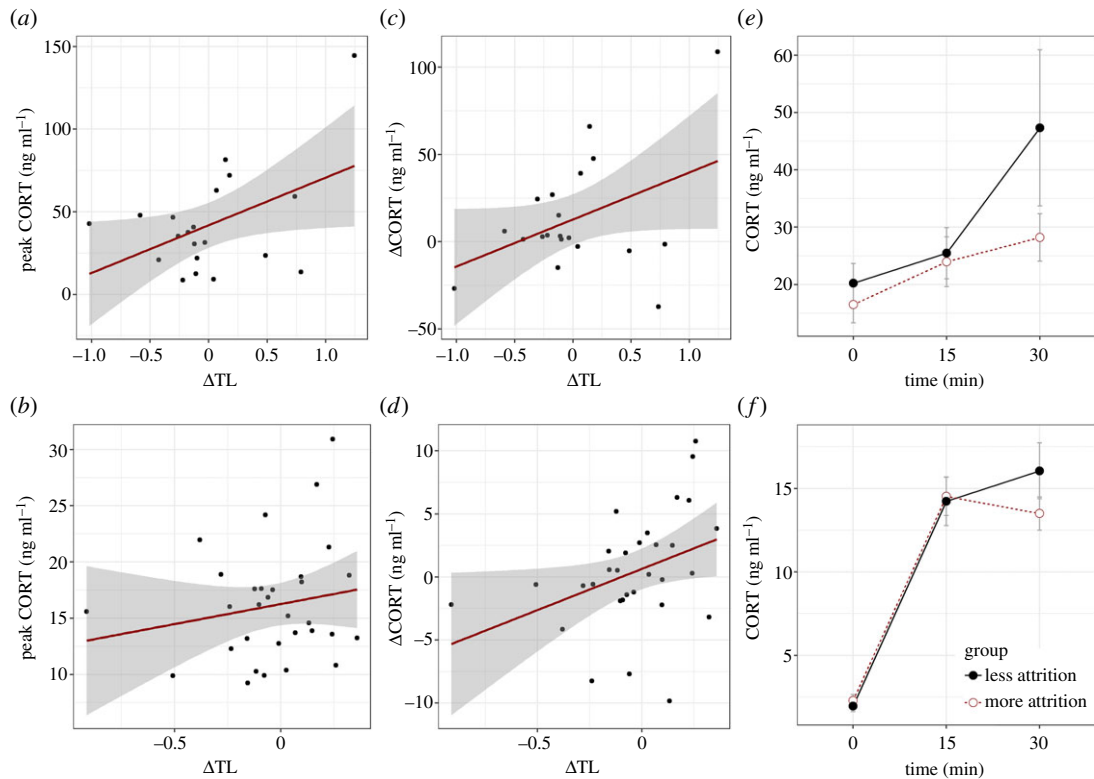 (a)
peak CORT (ng ml⁻¹)
150
100
50
0
−1.0 −0.5 0 0.5 1.0
ΔTL
(c)
ΔCORT (ng ml⁻¹)
100
50
0
−50
−1.0 −0.5 0 0.5 1.0
ΔTL
(e)
CORT (ng ml⁻¹)
60
50
40
30
20
0 15 30
time (min)
(b)
peak CORT (ng ml⁻¹)
30
25
20
15
10
−0.5 0
ΔTL
(d)
ΔCORT (ng ml⁻¹)
10
5
0
−5
−10
−0.5 0
ΔTL
(f)
CORT (ng ml⁻¹)
15
10
5
group
less attrition
more attrition
0 15 30
time (min)